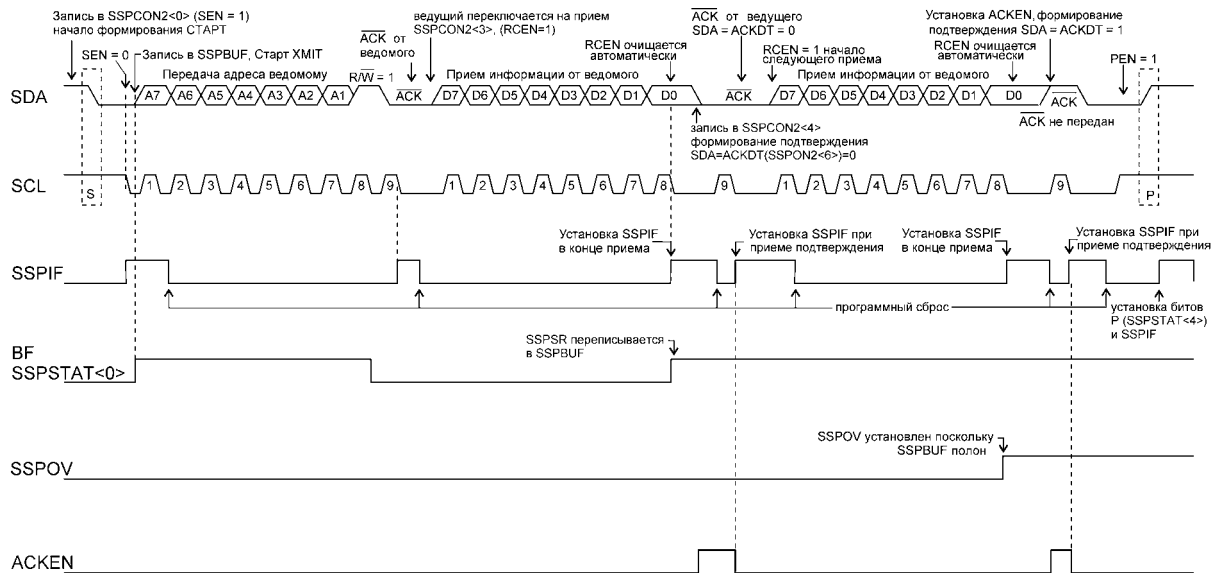 Запись в SSPCON2<0> (SEN = 1)
начало формирования СТАРТ
SEN = 0
Запись в SSPBUF, Старт XMIT
Передача адреса ведомому
R/W = 1
ACK от
ведомого
ведущий переключается на прием
SSPCON2<3>, (RCEN=1)
Прием информации от ведомого
RCEN очищается
автоматически
ACK от ведущего
SDA = ACKDT = 0
RCEN = 1 начало
следующего приема
Прием информации от ведомого
Установка ACKEN, формирование
подтверждения SDA = ACKDT = 1
RCEN очищается
автоматически
PEN = 1
SDA
A7 A6 A5 A4 A3 A2 A1 ACK D7 D6 D5 D4 D3 D2 D1 D0 ACK D7 D6 D5 D4 D3 D2 D1 D0 ACK
ACK не передан
запись в SSPCON2<4>
формирование подтверждения
SDA=ACKDT(SSPON2<6>)=0
SCL
S 1 2 3 4 5 6 7 8 9 1 2 3 4 5 6 7 8 9 1 2 3 4 5 6 7 8 9 P
Установка SSPIF
в конце приема
Установка SSPIF при
приеме подтверждения
Установка SSPIF
в конце приема
Установка SSPIF при
приеме подтверждения
SSPIF
программный сброс
установка битов
P (SSPSTAT<4>)
и SSPIF
BF
SSPSTAT<0>
SSPSR переписывается
в SSPBUF
SSPOV установлен поскольку
SSPBUF полон
SSPOV
ACKEN